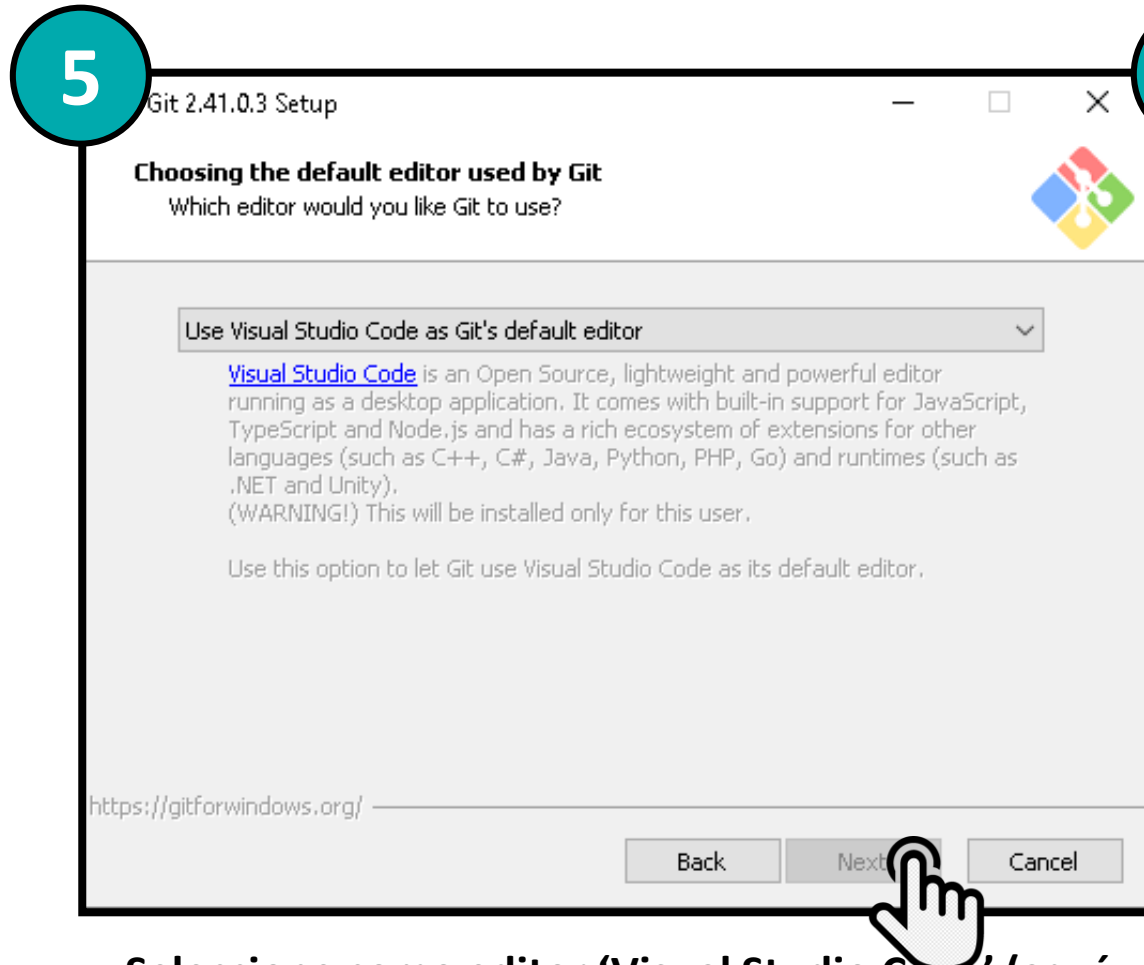 5
Git 2.41.0.3 Setup
Choosing the default editor used by Git
Which editor would you like Git to use?
Use Visual Studio Code as Git's default editor
Visual Studio Code is an Open Source, lightweight and powerful editor
running as a desktop application. It comes with built-in support for JavaScript,
TypeScript and Node.js and has a rich ecosystem of extensions for other
languages (such as C++, C#, Java, Python, PHP, Go) and runtimes (such as
.NET and Unity).
(WARNING!) This will be installed only for this user.
Use this option to let Git use Visual Studio Code as its default editor.
https://gitforwindows.org/
Back
Next
Cancel
editor 'Visual Studio